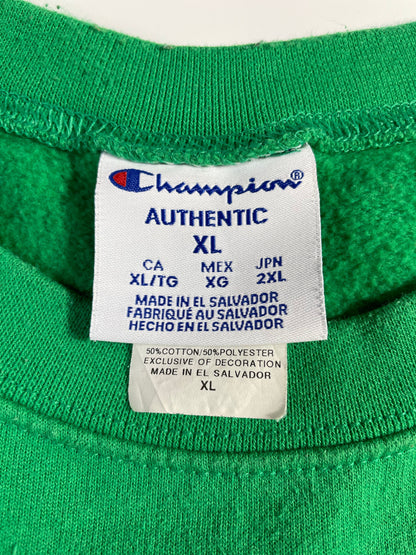 Champion®
AUTHENTIC
XL
CA MEX JPN
XL/TG XG 2XL
MADE IN EL SALVADOR
FABRIQUÉ AU SALVADOR
HECHO EN EL SALVADOR
50%COTTON/50%POLYESTER
EXCLUSIVE OF DECORATION
MADE IN EL SALVADOR
XL